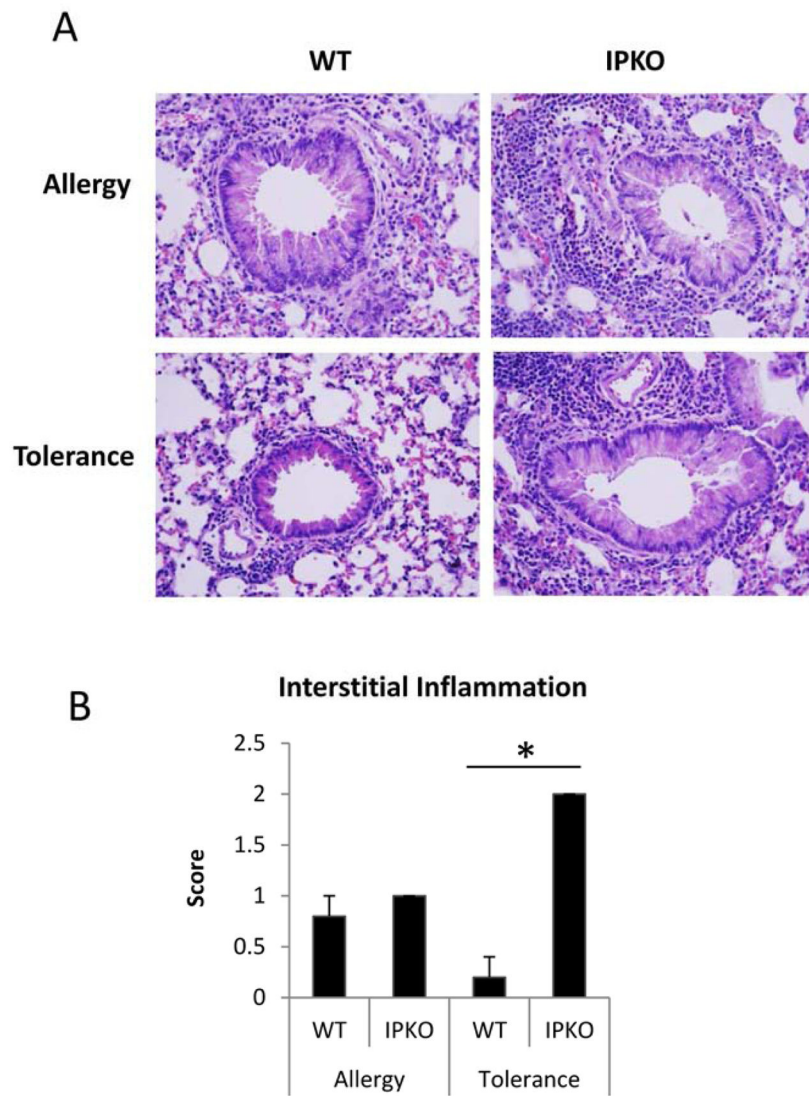 A
WT IPKO
Allergy
Tolerance
B
Interstitial Inflammation
*
2.5
2
1.5
1
0.5
0
Score
WT IPKO WT IPKO
Allergy Tolerance